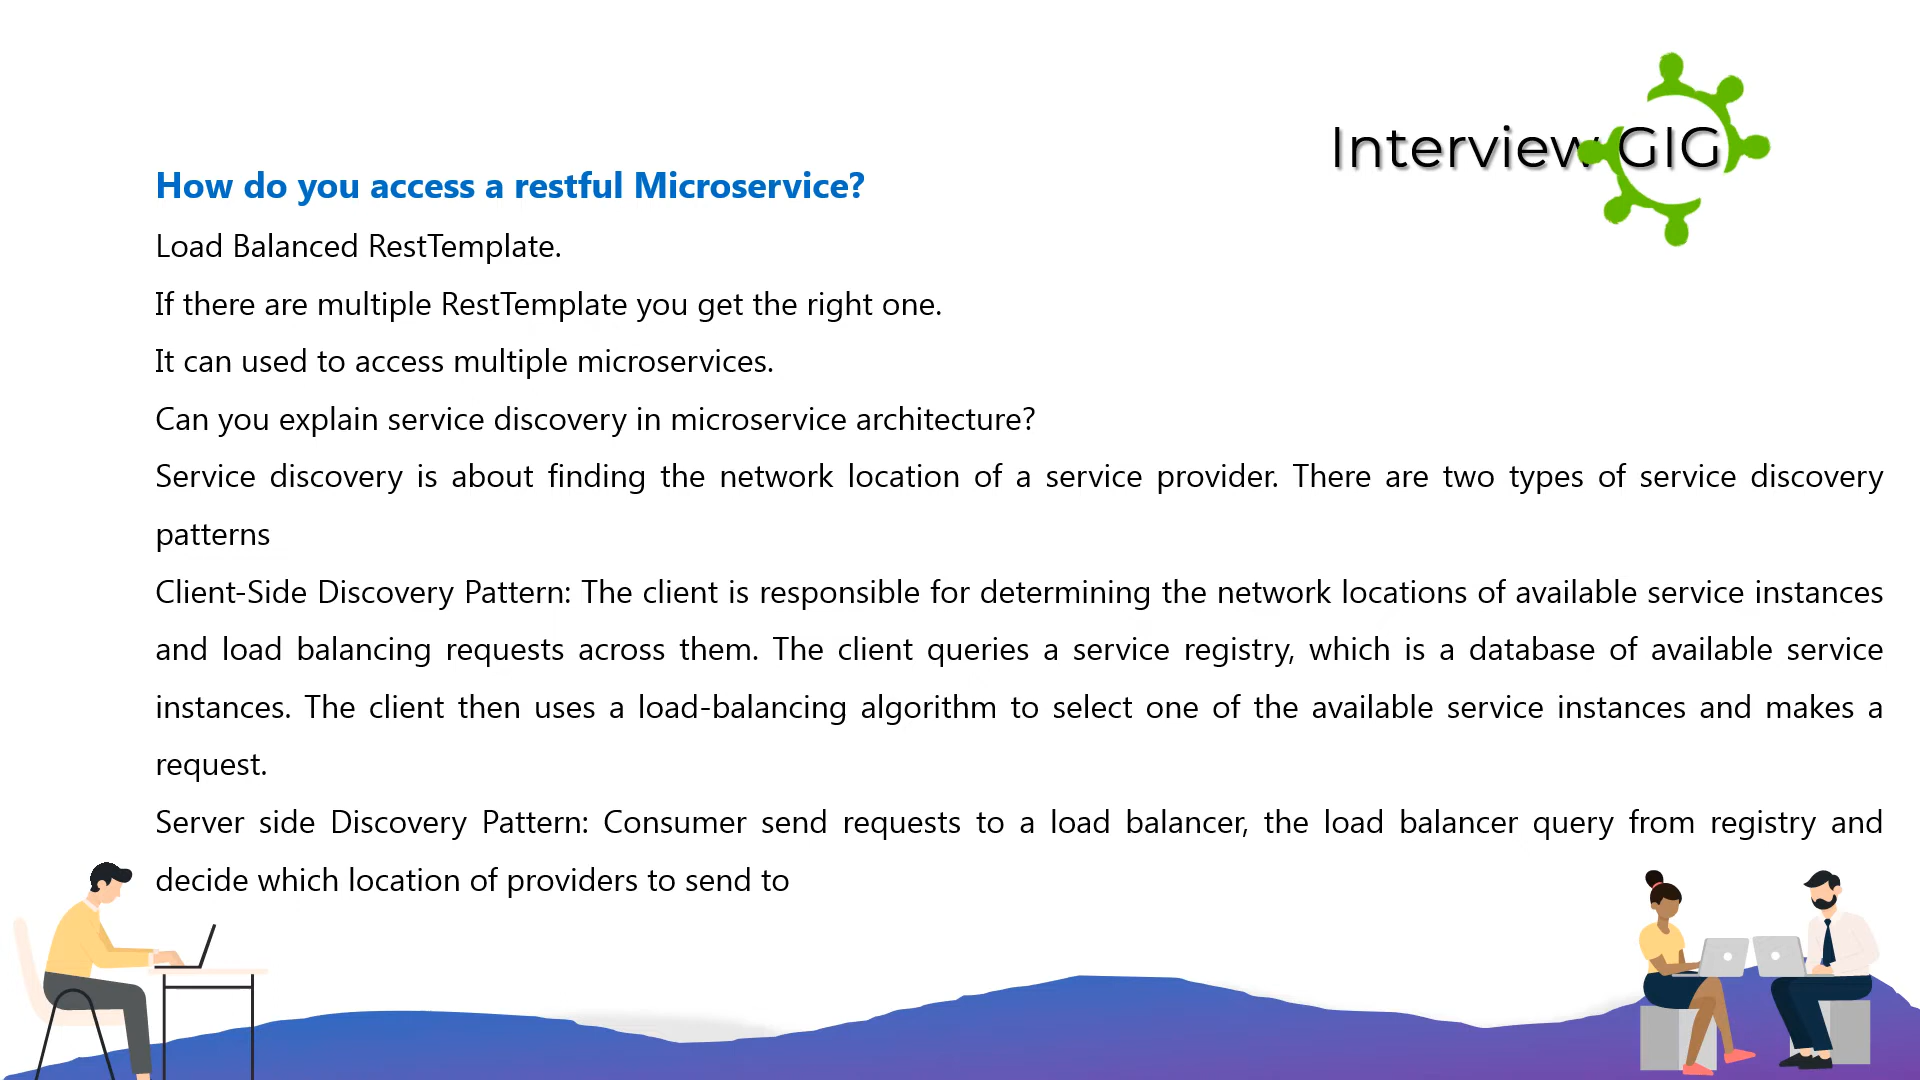 Interview GIG
How do you access a restful Microservice?
Load Balanced RestTemplate.
If there are multiple RestTemplate you get the right one.
It can used to access multiple microservices.
Can you explain service discovery in microservice architecture?
Service discovery is about finding the network location of a service provider. There are two types of service discovery
patterns
Client-Side Discovery Pattern: The client is responsible for determining the network locations of available service instances
and load balancing requests across them. The client queries a service registry, which is a database of available service
instances. The client then uses a load-balancing algorithm to select one of the available service instances and makes a
request.
Server side Discovery Pattern: Consumer send requests to a load balancer, the load balancer query from registry and
decide which location of providers to send to